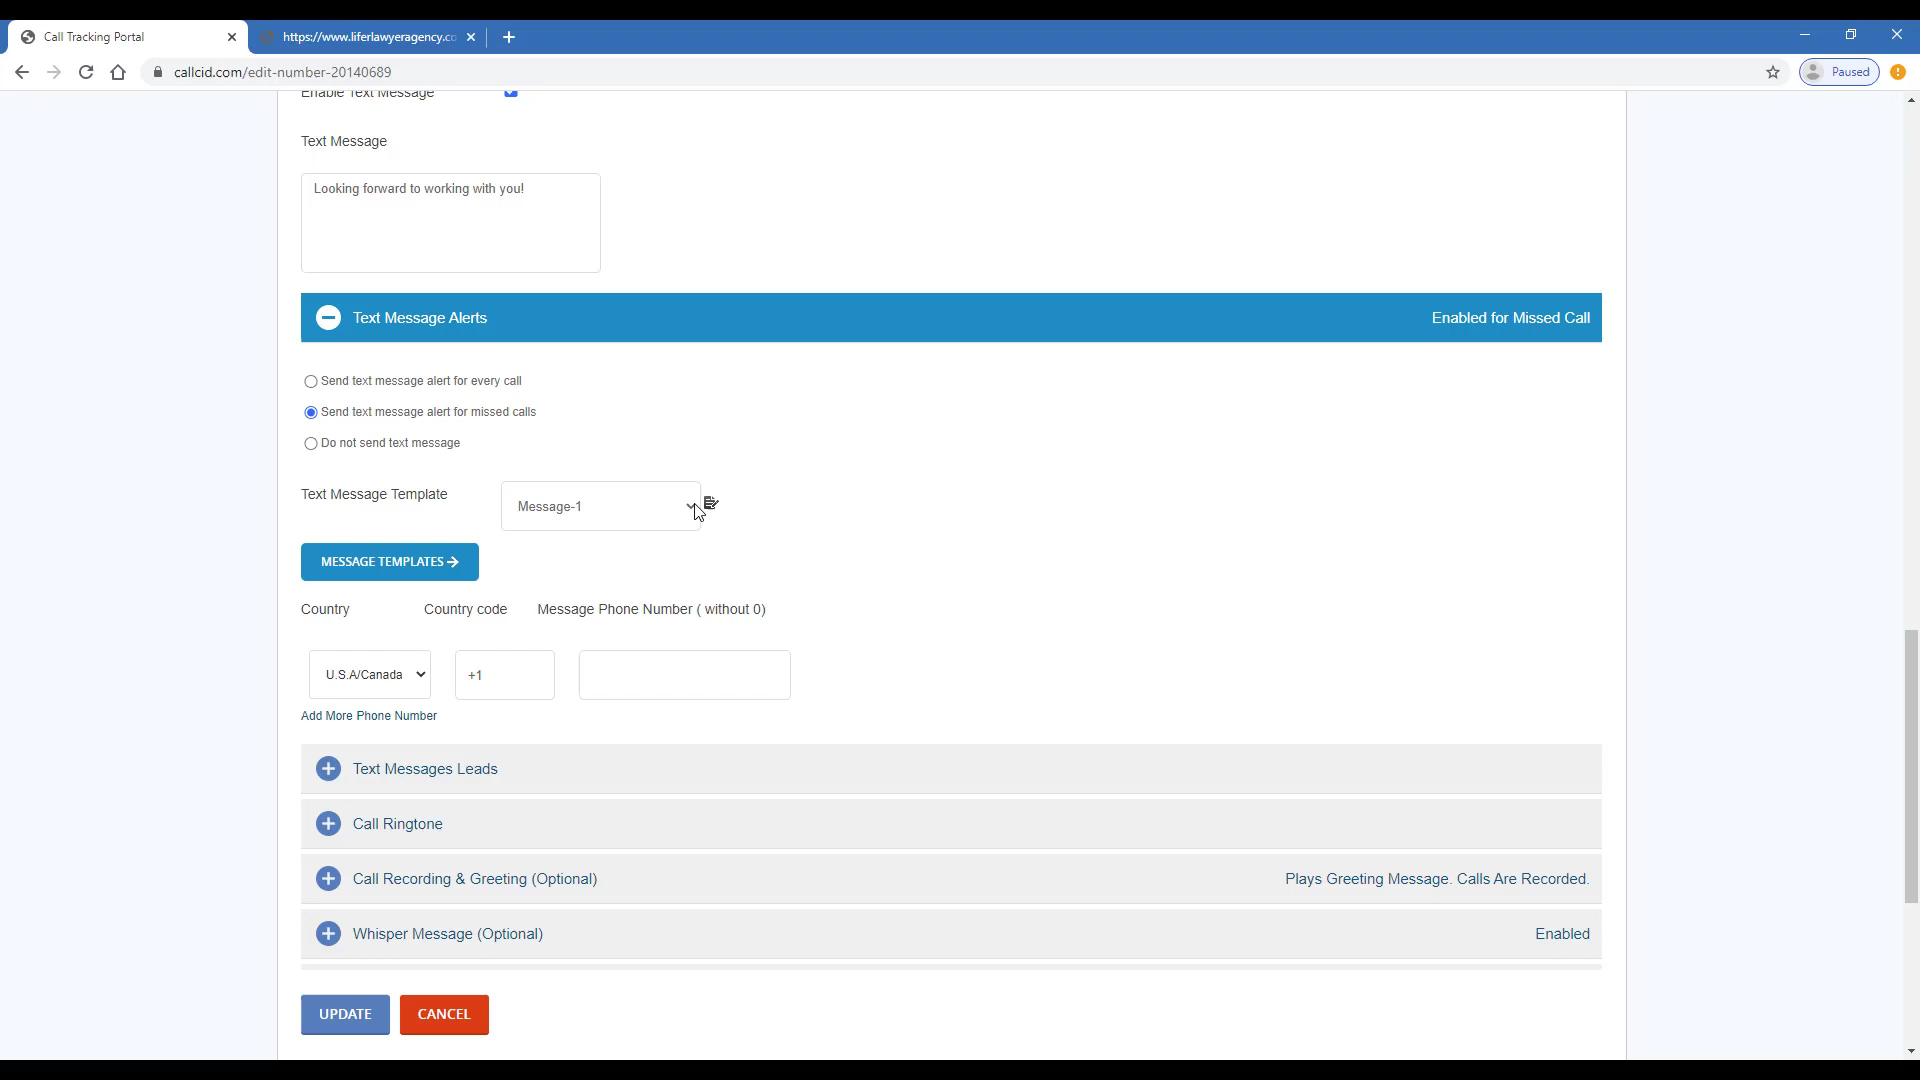 Call Tracking Portal
https://www.liferlawyeragency.co
callcid.com/edit-number-20140689
Paused
Enable Text Message
Text Message
Looking forward to working with you!
Text Message Alerts
Enabled for Missed Call
Send text message alert for every call
Send text message alert for missed calls
Do not send text message
Text Message Template
Message-1
MESSAGE TEMPLATES
Country
Country code
Message Phone Number ( without 0)
U.S.A/Canada
+1
Add More Phone Number
Text Messages Leads
Call Ringtone
Call Recording & Greeting (Optional)
Plays Greeting Message. Calls Are Recorded.
Whisper Message (Optional)
Enabled
UPDATE
CANCEL